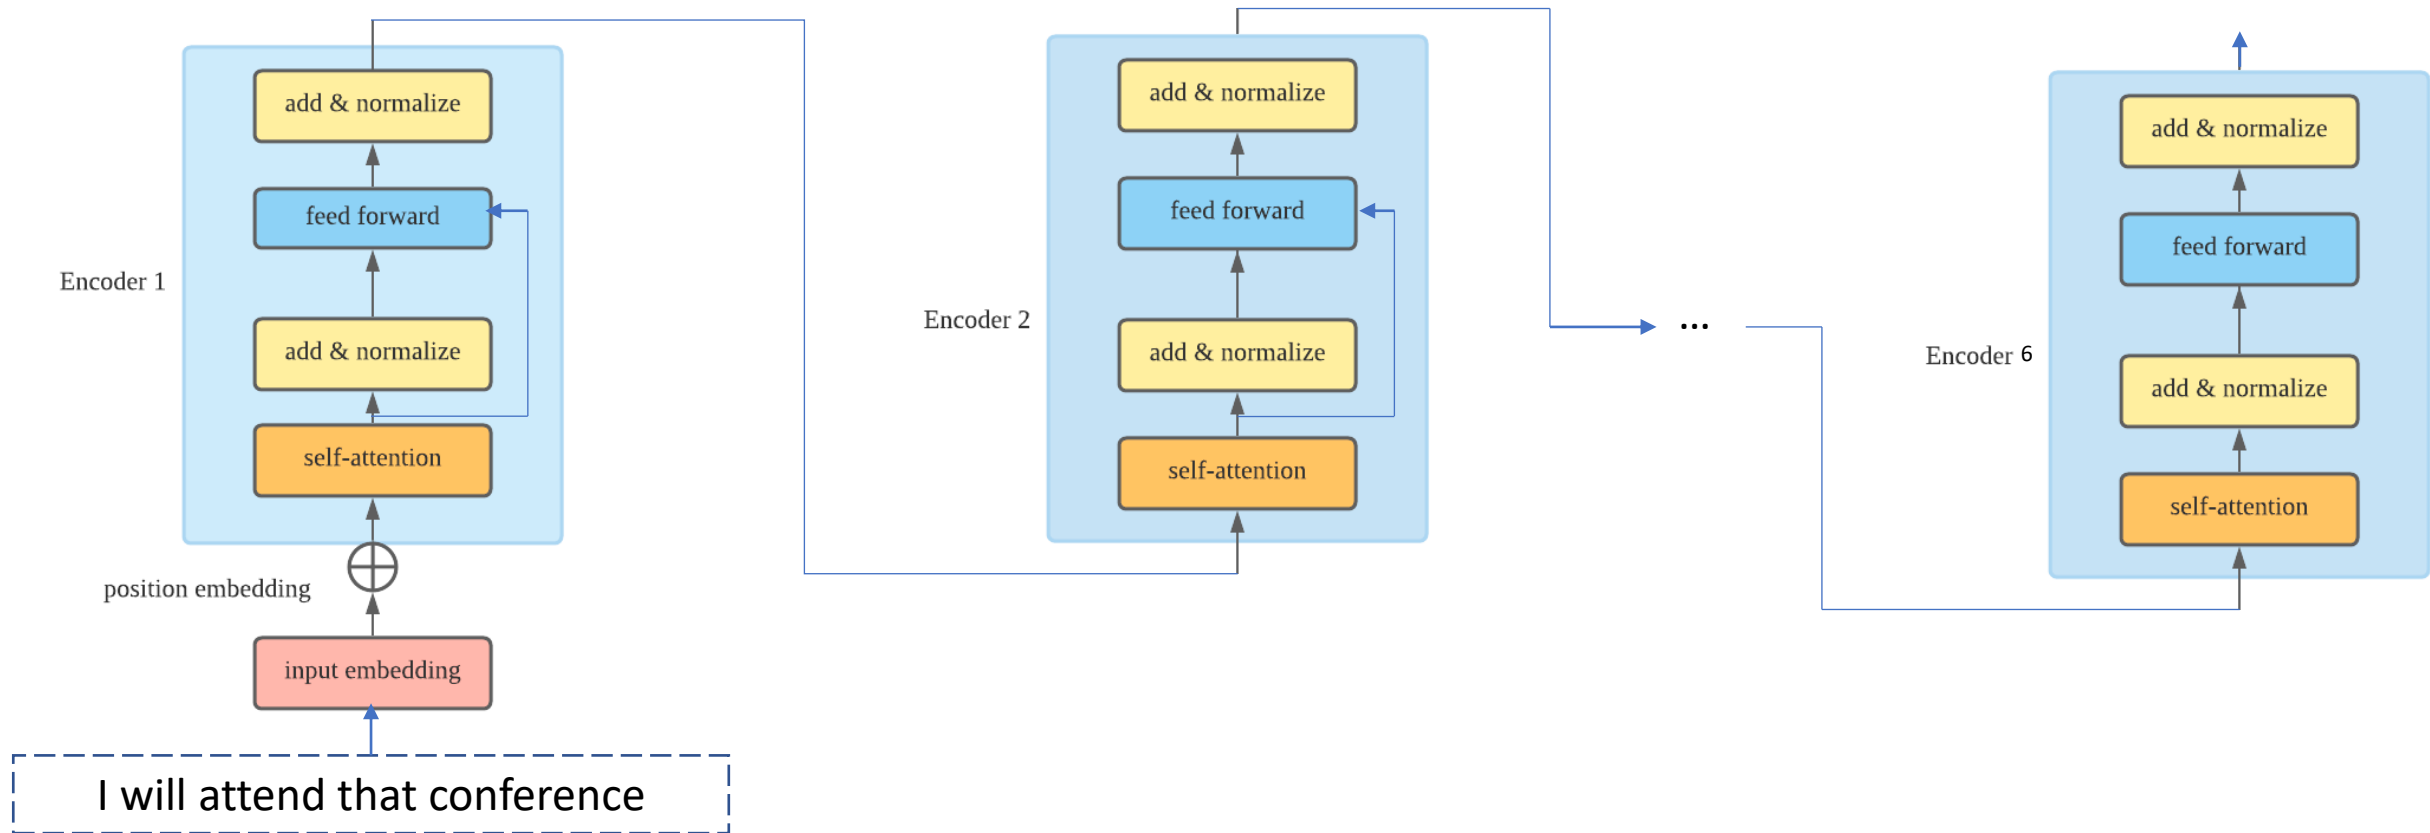 add & normalize
feed forward
Encoder 1
add & normalize
self-attention
position embedding
input embedding
I will attend that conference
add & normalize
feed forward
Encoder 2
add & normalize
self-attention
...
add & normalize
feed forward
Encoder 6
add & normalize
self-attention